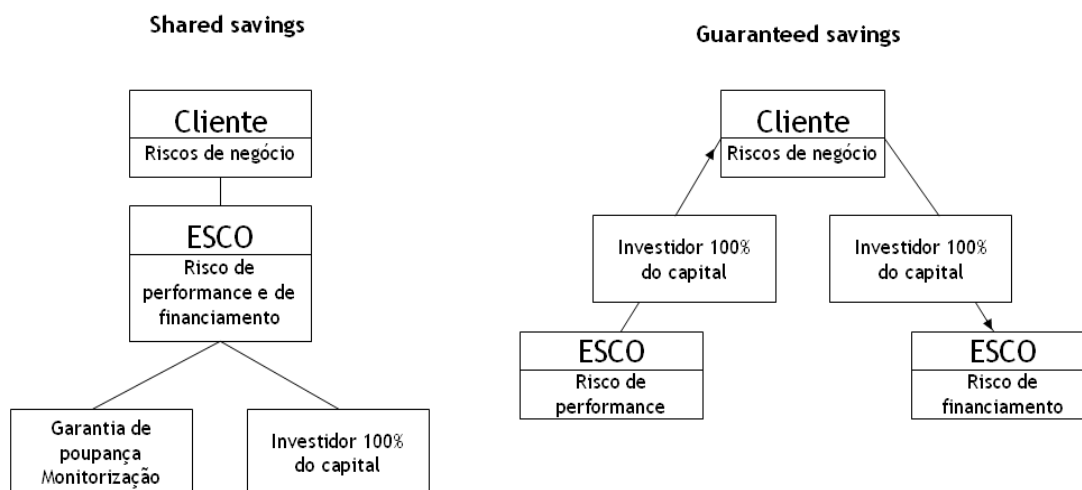 Shared savings
Cliente
Riscos de negócio
ESCO
Risco de
performance e de
financiamento
Garantia de
poupança
Monitorização
Investidor 100%
do capital
Guaranteed savings
Cliente
Riscos de negócio
Investidor 100%
do capital
Investidor 100%
do capital
ESCO
Risco de
performance
ESCO
Risco de
financiamento